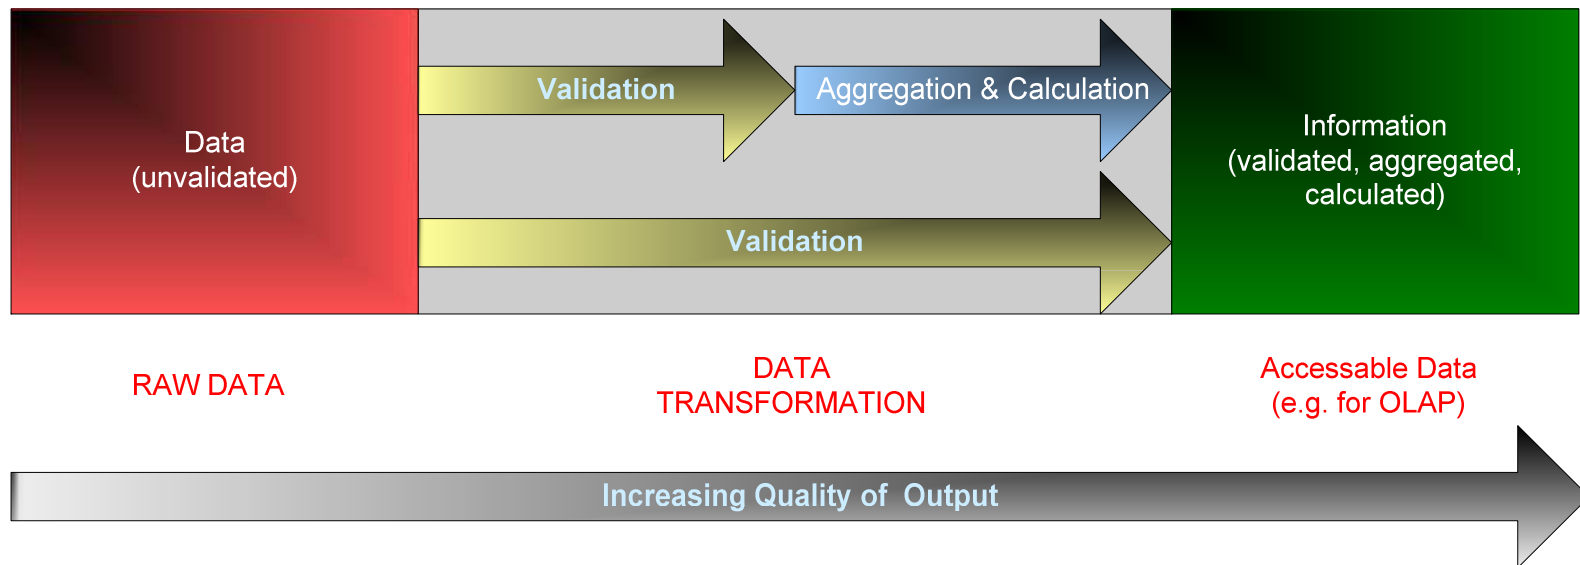 Data
(unvalidated)
Validation
Aggregation & Calculation
Validation
Information
(validated, aggregated,
calculated)
RAW DATA
DATA
TRANSFORMATION
Accessable Data
(e.g. for OLAP)
Increasing Quality of Output